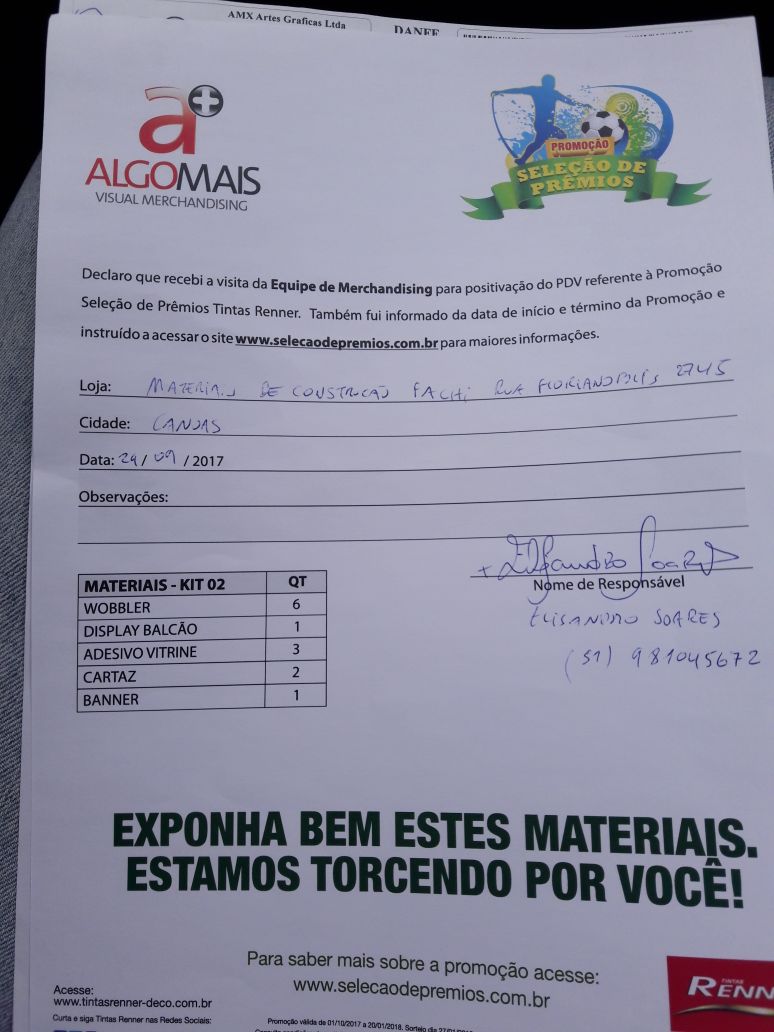 AMX Artes Graficas Ltda
DANFE
a+
ALGOMAIS
VISUAL MERCHANDISING
PROMOÇÃO
SELEÇÃO DE
PRÊMIOS
Declaro que recebi a visita da Equipe de Merchandising para positivação do PDV referente à Promoção
Seleção de Prêmios Tintas Renner. Também fui informado da data de início e término da Promoção e
instruído a acessar o site www.selecaodepremios.com.br para maiores informações.
Loja: MATERIAIS DE CONSTRUCAO FACHI RUA FLORIANOPOLIS 2745
Cidade: CANOAS
Data: 29/09/2017
Observações:
+ Elisandro Soares
Nome de Responsável
ELISANDRO SOARES
(51) 981045672
MATERIAIS - KIT 02 QT
WOBBLER 6
DISPLAY BALCÃO 1
ADESIVO VITRINE 3
CARTAZ 2
BANNER 1
EXPONHA BEM ESTES MATERIAIS.
ESTAMOS TORCENDO POR VOCÊ!
Para saber mais sobre a promoção acesse:
www.selecaodepremios.com.br
TINTAS
RENN
Acesse:
www.tintasrenner-deco.com.br
Curta e siga Tintas Renner nas Redes Sociais:
Promoção válida de 01/10/2017 a 20/01/2018. Sorteio dia 27/01